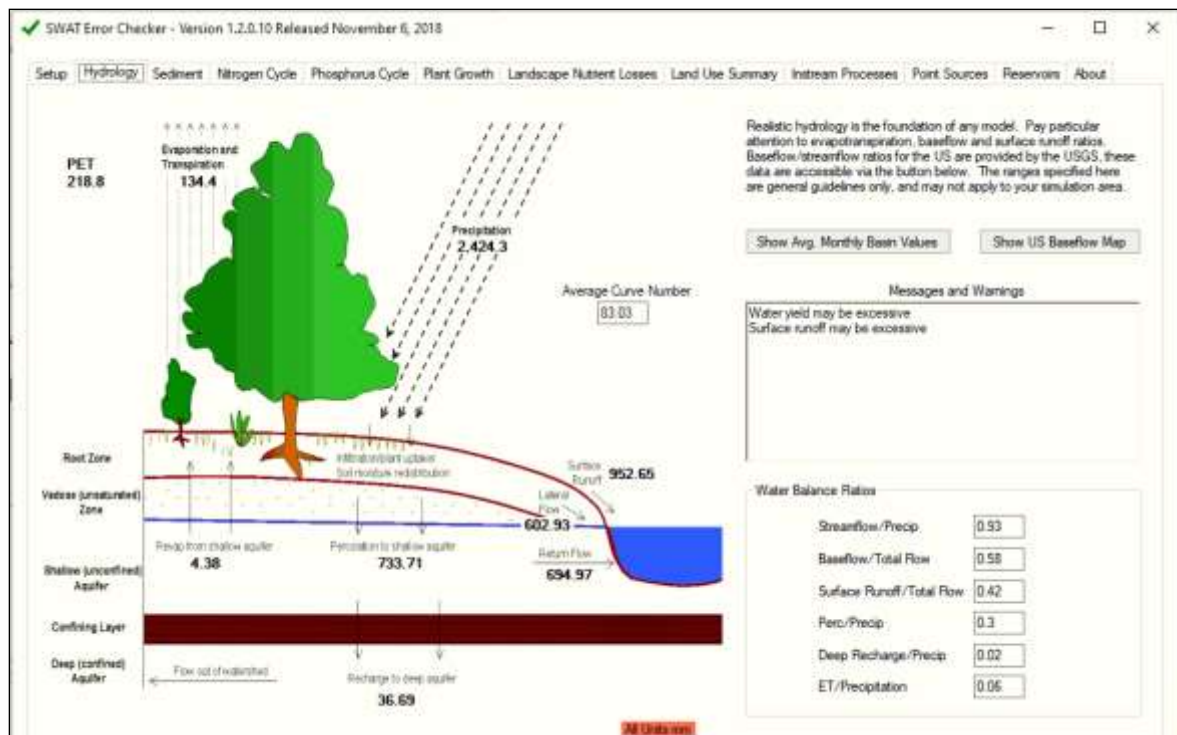 SWAT Error Checker - Version 1.2.0.10 Released November 6, 2018
Setup Hydrology Sediment Nitrogen Cycle Phosphorus Cycle Plant Growth Landscape Nutrient Losses Land Use Summary Instream Processes Point Sources Reservoirs About
PET
218.8
Evaporation and
Transpiration
134.4
Precipitation
2,424.3
Average Curve Number
83.03
Realistic hydrology is the foundation of any model. Pay particular
attention to evapotranspiration, baseflow and surface runoff ratios.
Baseflow/streamflow ratios for the US are provided by the USGS, these
data are accessible via the button below. The ranges specified here
are general guidelines only, and may not apply to your simulation area.
Show Avg. Monthly Basin Values
Show US Baseflow Map
Messages and Warnings
Water yield may be excessive
Surface runoff may be excessive
Root Zone
Infiltration/plant uptake/
Soil moisture redistribution
Surface
Runoff
952.65
Vadose (unsaturated)
Zone
Lateral
Flow
602.93
Revap from shallow aquifer
4.38
Percolation to shallow aquifer
733.71
Return Flow
694.97
Shallow (unconfined)
Aquifer
Confining Layer
Deep (confined)
Aquifer
Flow out of watershed
Recharge to deep aquifer
36.69
All Units mm
Water Balance Ratios
Streamflow/Precip 0.93
Baseflow/Total Flow 0.58
Surface Runoff/Total Flow 0.42
Perc/Precip 0.3
Deep Recharge/Precip 0.02
ET/Precipitation 0.06